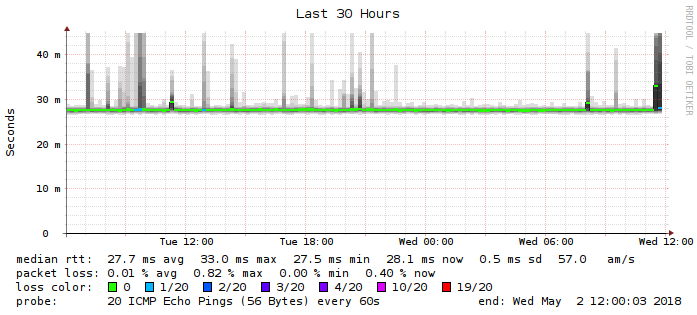 Last 30 Hours
RRDTOOL / TOBI OETIKER
Seconds
40 m
30 m
20 m
10 m
0
Tue 12:00 Tue 18:00 Wed 00:00 Wed 06:00 Wed 12:00
median rtt: 27.7 ms avg 33.0 ms max 27.5 ms min 28.1 ms now 0.5 ms sd 57.0 am/s
packet loss: 0.01 % avg 0.82 % max 0.00 % min 0.40 % now
loss color: 0 1/20 2/20 3/20 4/20 10/20 19/20
probe: 20 ICMP Echo Pings (56 Bytes) every 60s end: Wed May 2 12:00:03 2018